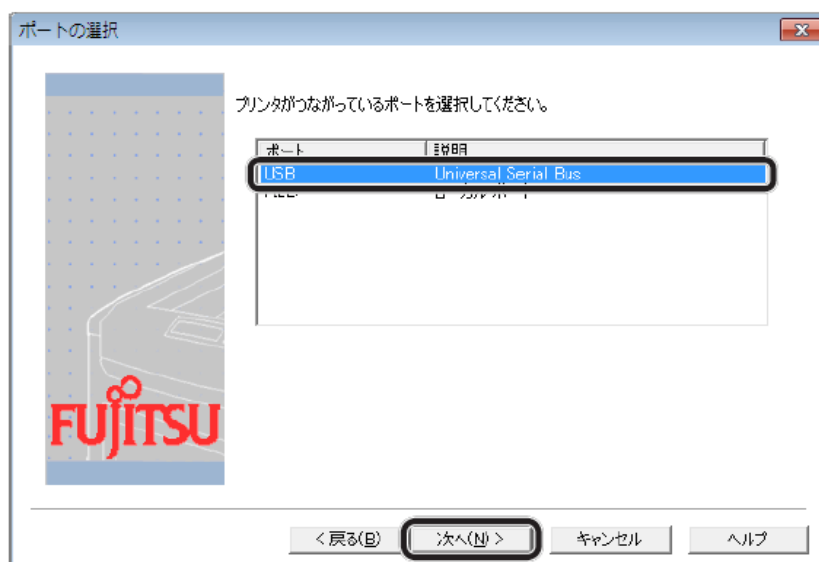 ポートの選択
プリンタがつながっているポートを選択してください。
ポート 説明
USB Universal Serial Bus
FUJITSU
< 戻る(B) 次へ(N) > キャンセル ヘルプ